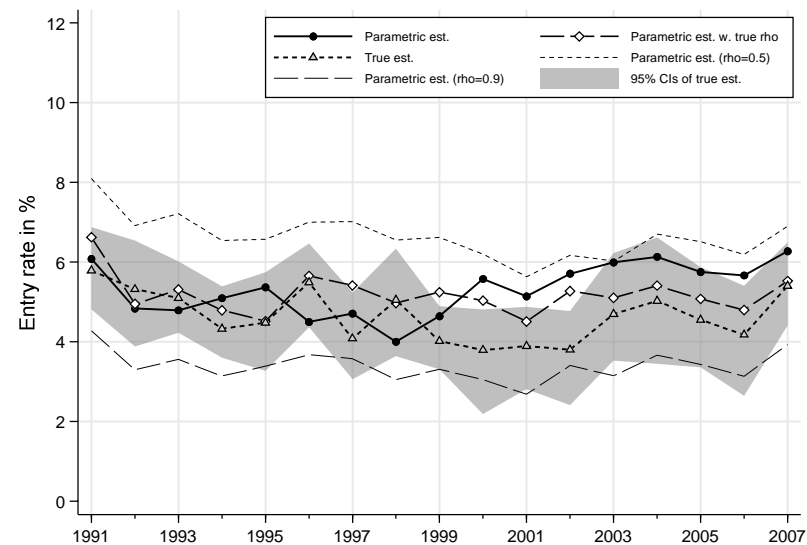 12
10
8
6
4
2
0
Entry rate in %
Parametric est.
Parametric est. w. true rho
True est.
Parametric est. (rho=0.5)
Parametric est. (rho=0.9)
95% CIs of true est.
1991 1993 1995 1997 1999 2001 2003 2005 2007